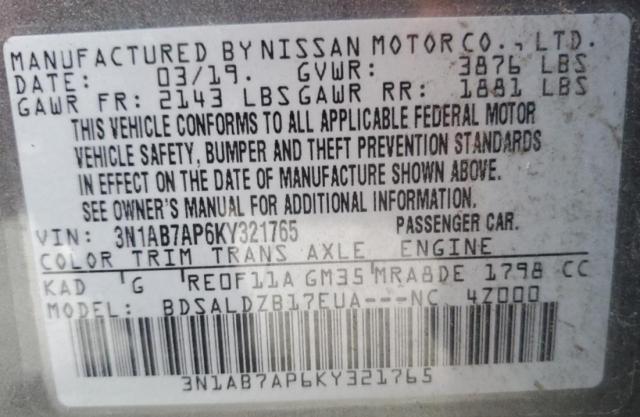 MANUFACTURED BY NISSAN MOTOR CO., LTD.
DATE: 03/19. GVWR: 3876 LBS
GAWR FR: 2143 LBS GAWR RR: 1881 LBS
THIS VEHICLE CONFORMS TO ALL APPLICABLE FEDERAL MOTOR
VEHICLE SAFETY, BUMPER AND THEFT PREVENTION STANDARDS
IN EFFECT ON THE DATE OF MANUFACTURE SHOWN ABOVE.
SEE OWNER'S MANUAL FOR ADDITIONAL INFORMATION.
VIN: 3N1AB7AP6KY321765 PASSENGER CAR.
COLOR TRIM TRANS AXLE ENGINE
KAD G RE0F11A GM35 MRA8DE 1798 CC
MODEL: BDSALDZB17EUA---NC 4Z000
3N1AB7AP6KY321765